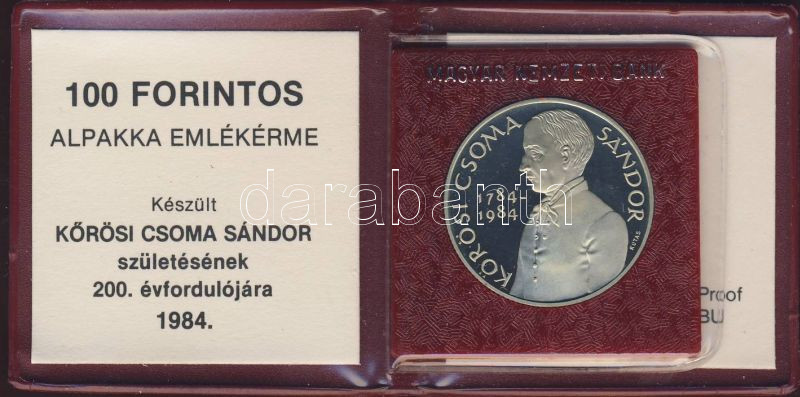 100 FORINTOS
ALPAKKA EMLÉKÉRME
Készült
KŐRÖSI CSOMA SÁNDOR
születésének
200. évfordulójára
1984.
MAGYAR NEMZETI BANK
KŐRÖSI CSOMA SÁNDOR
1784
1984
KUTAS
Proof
BU
darabanth